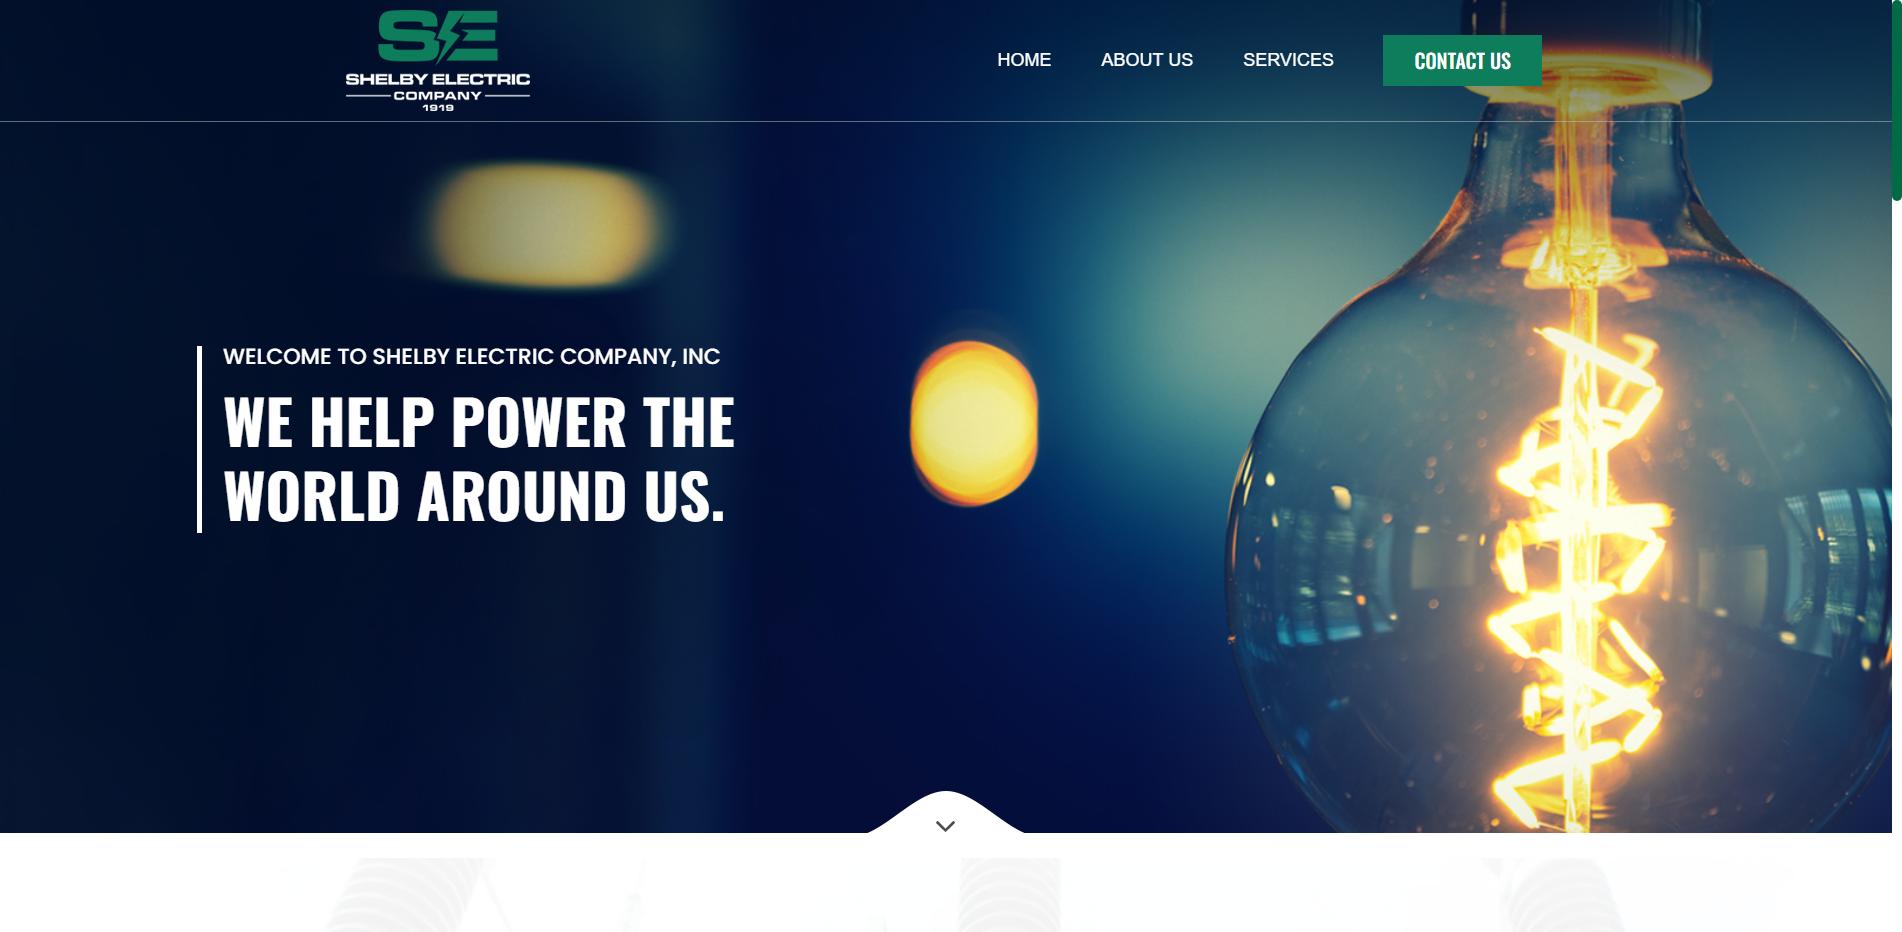 SE
SHELBY ELECTRIC
COMPANY
1919
HOME ABOUT US SERVICES CONTACT US
WELCOME TO SHELBY ELECTRIC COMPANY, INC
WE HELP POWER THE
WORLD AROUND US.